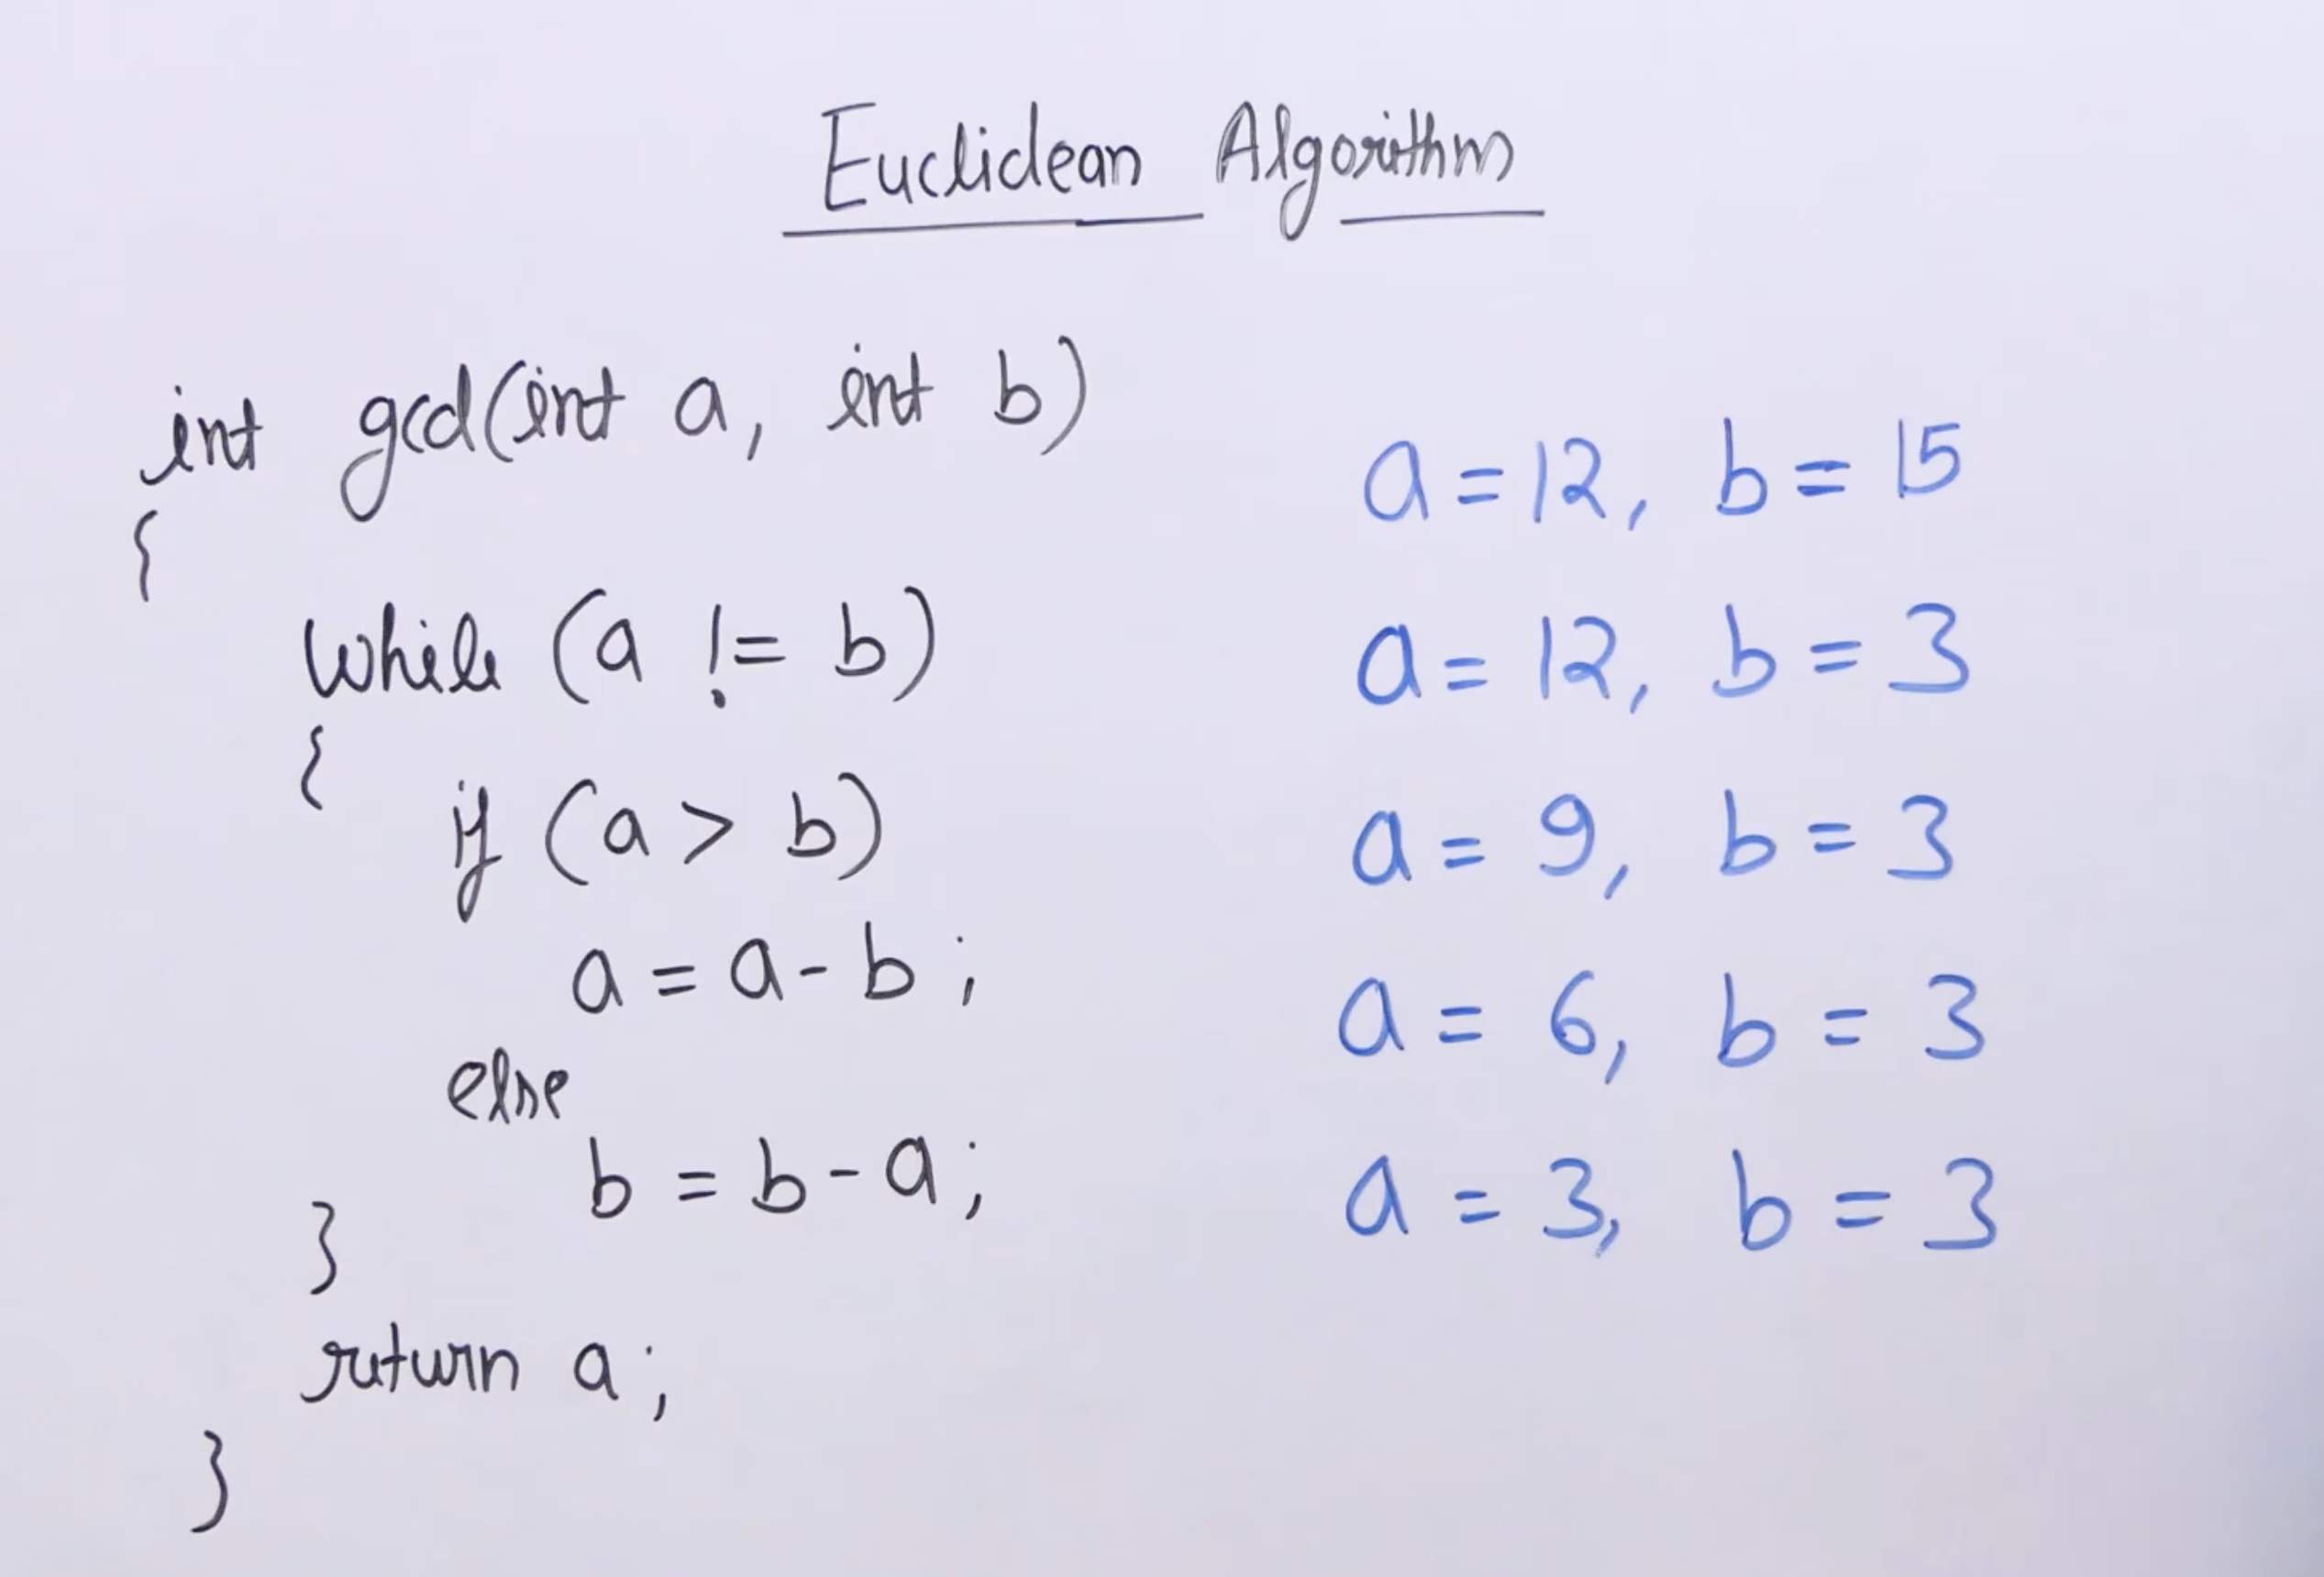 Euclidean Algorithm
int gcd(int a, int b)
{
while (a != b)
{
if (a > b)
a = a - b ;
else
b = b - a ;
}
return a ;
}
a = 12, b = 15
a = 12, b = 3
a = 9, b = 3
a = 6, b = 3
a = 3, b = 3